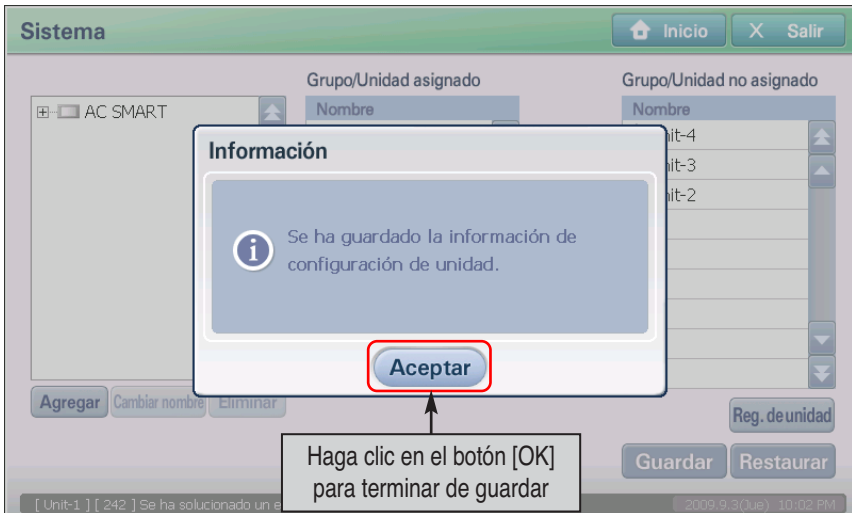 Sistema
Inicio
X Salir
Grupo/Unidad asignado
Grupo/Unidad no asignado
AC SMART
Nombre
Nombre
Información
Se ha guardado la información de
configuración de unidad.
Aceptar
Agregar
Cambiar nombre
Eliminar
Reg. de unidad
Haga clic en el botón [OK]
para terminar de guardar
Guardar
Restaurar
[ Unit-1 ] [ 242 ] Se ha solucionado un
2009.9.3(Jue) 10:02 PM